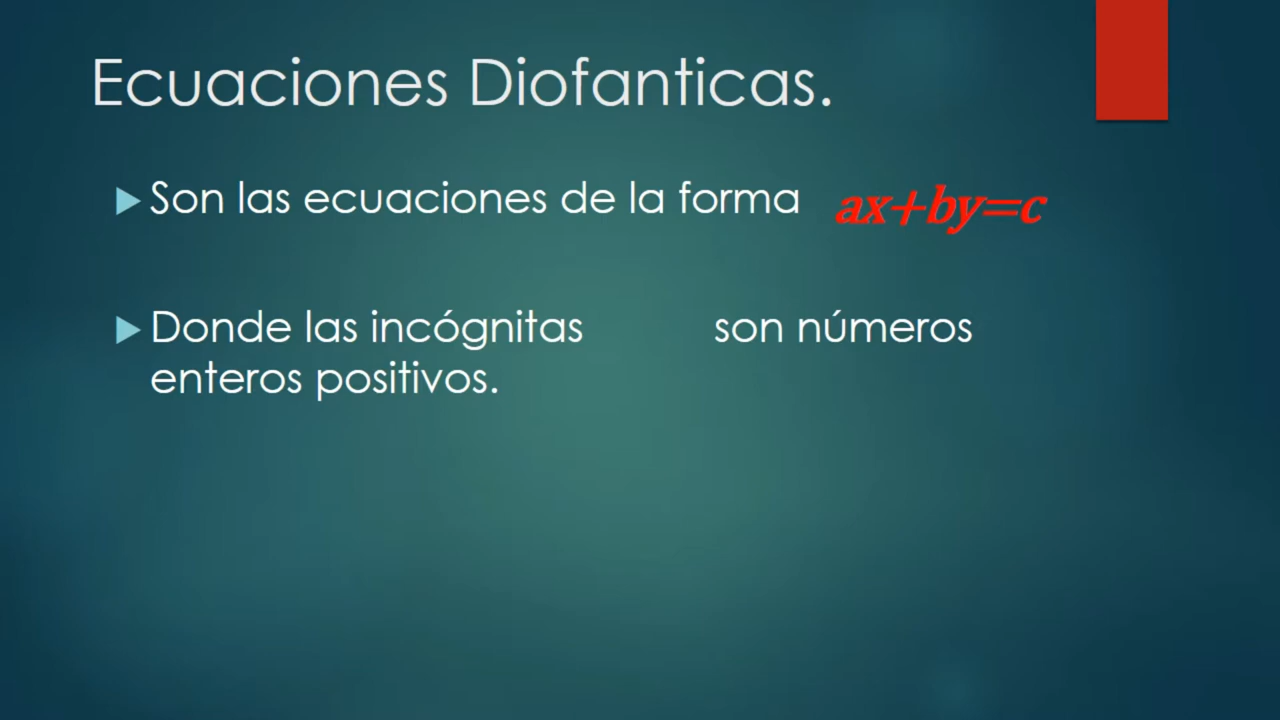 Ecuaciones Diofanticas.
Son las ecuaciones de la forma ax+by=c
Donde las incógnitas son números
enteros positivos.